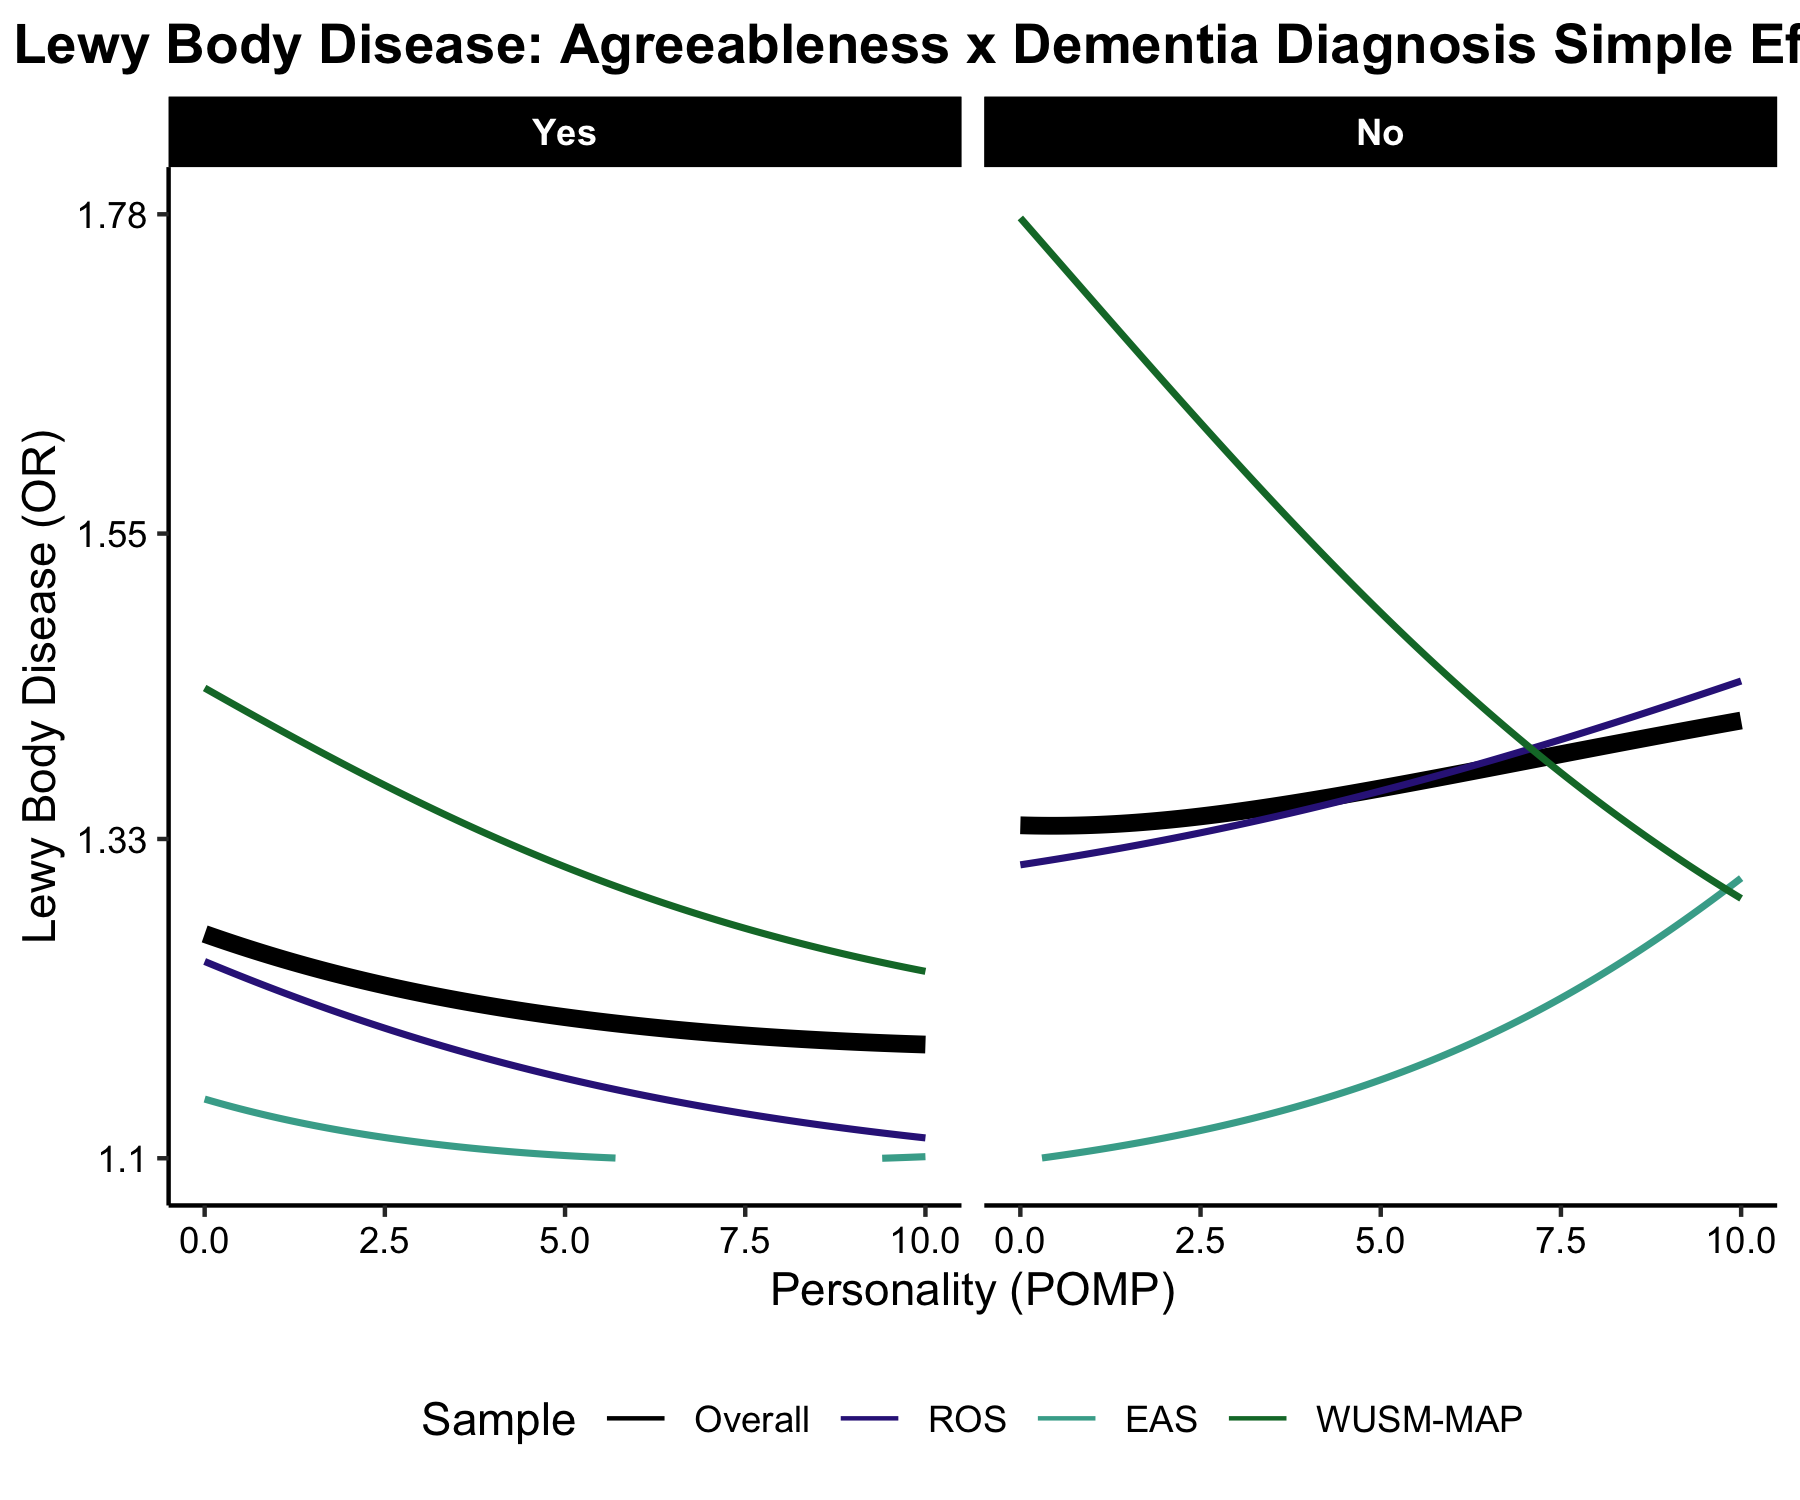 Lewy Body Disease: Agreeableness x Dementia Diagnosis Simple Ef
Yes
No
Lewy Body Disease (OR)
1.78
1.55
1.33
1.1
0.0 2.5 5.0 7.5 10.0
0.0 2.5 5.0 7.5 10.0
Personality (POMP)
Sample Overall ROS EAS WUSM-MAP